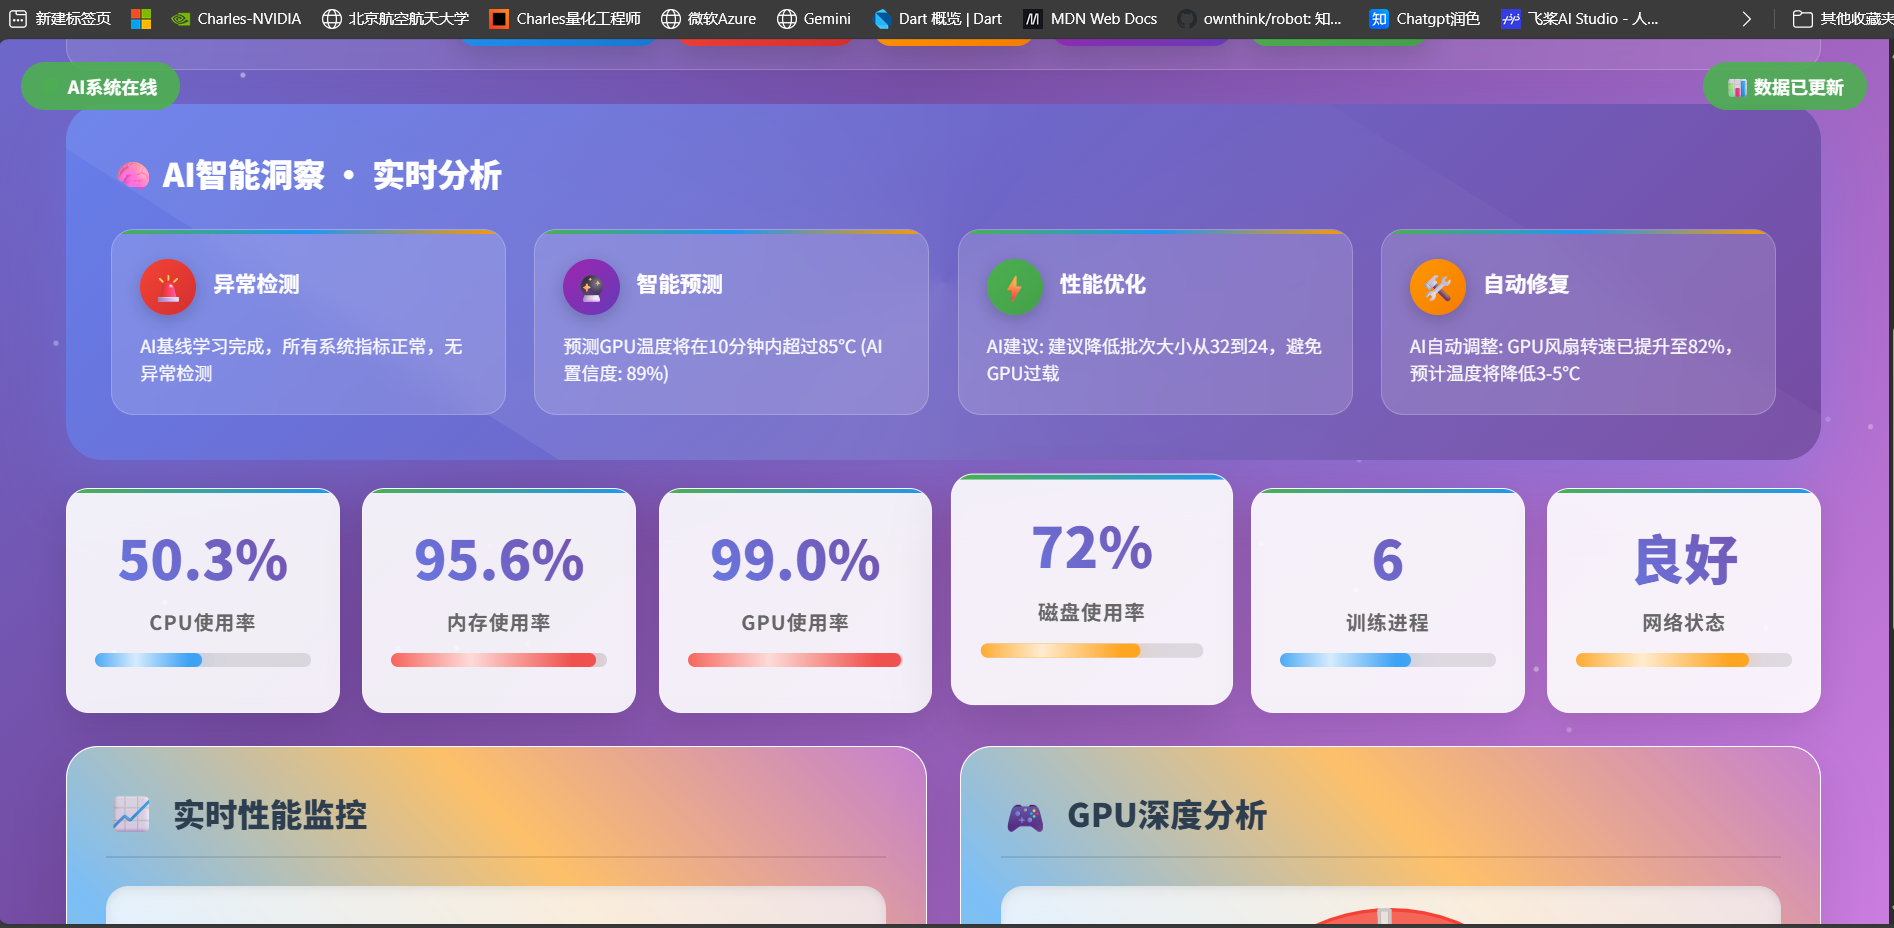 新建标签页
Charles-NVIDIA
北京航空航天大学
Charles量化工程师
微软Azure
Gemini
Dart 概览 | Dart
MDN Web Docs
ownthink/robot: 知...
知
Chatgpt润色
飞桨AI Studio - 人...
其他收藏夹
AI系统在线
数据已更新
AI智能洞察 • 实时分析
异常检测
AI基线学习完成，所有系统指标正常，无
异常检测
智能预测
预测GPU温度将在10分钟内超过85°C (AI
置信度: 89%)
性能优化
AI建议: 建议降低批次大小从32到24，避免
GPU过载
自动修复
AI自动调整: GPU风扇转速已提升至82%，
预计温度将降低3-5°C
50.3%
CPU使用率
95.6%
内存使用率
99.0%
GPU使用率
72%
磁盘使用率
6
训练进程
良好
网络状态
实时性能监控
GPU深度分析